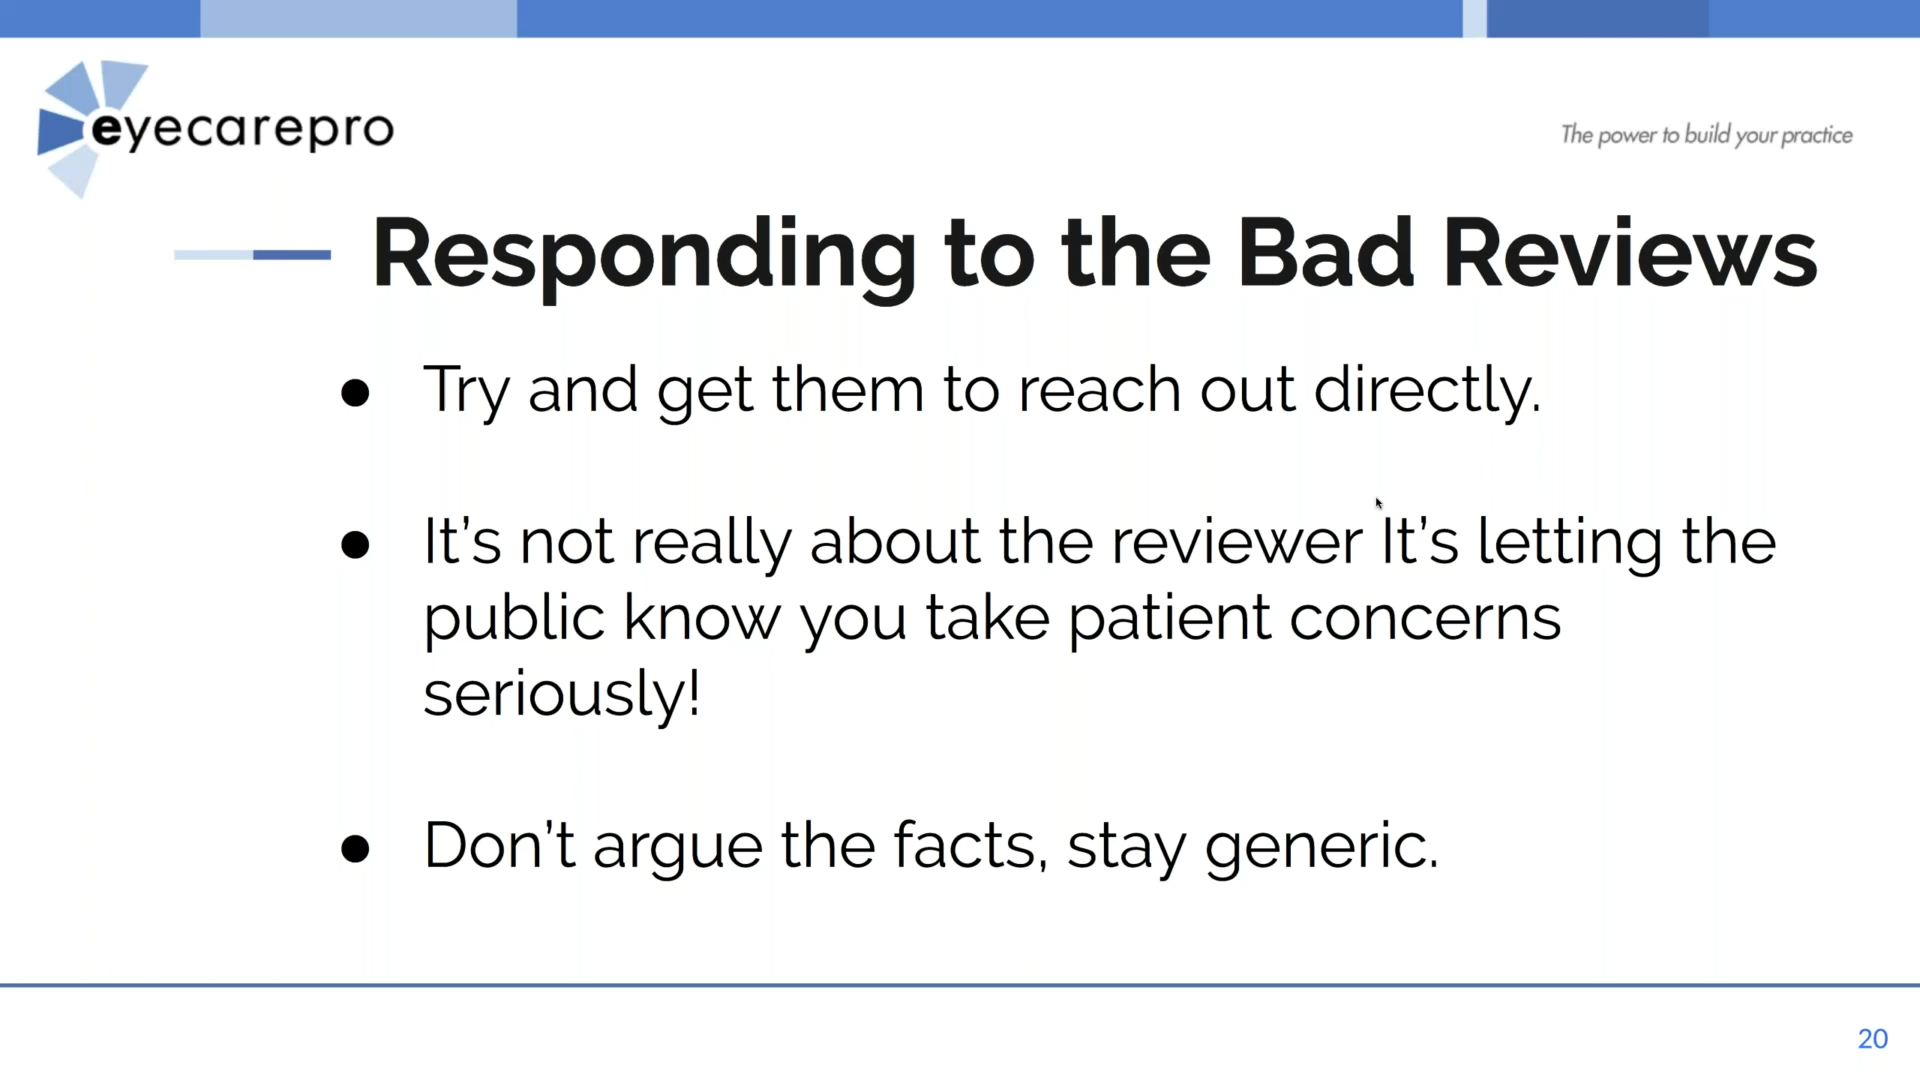 eyecarepro
The power to build your practice
Responding to the Bad Reviews
● Try and get them to reach out directly.
● It’s not really about the reviewer It’s letting the
public know you take patient concerns
seriously!
● Don’t argue the facts, stay generic.
20